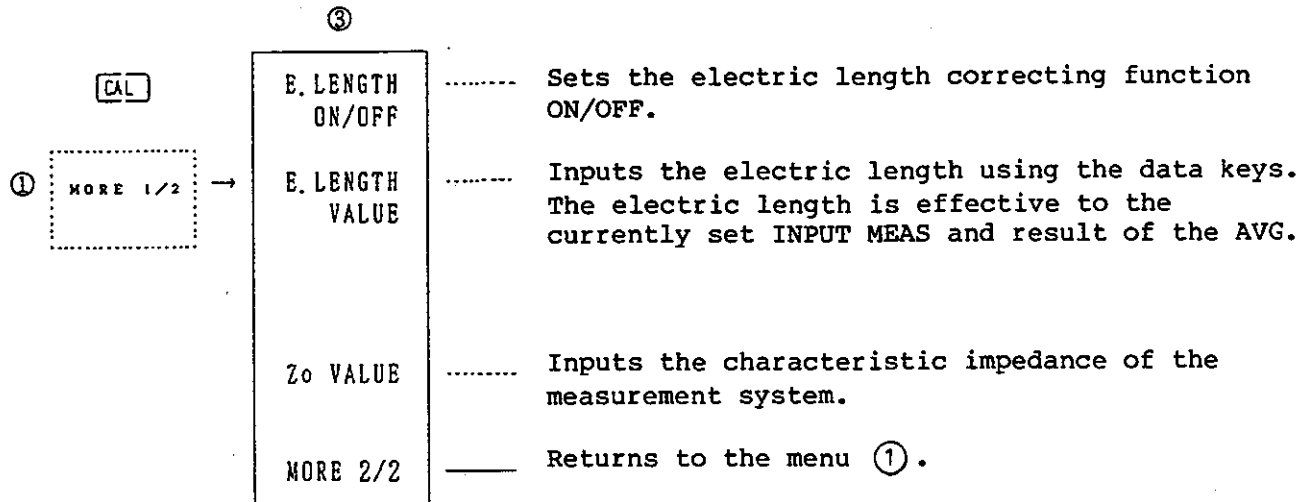 ③
CAL
E.LENGTH ......... Sets the electric length correcting function
ON/OFF ON/OFF.
① MORE 1/2 → E.LENGTH ......... Inputs the electric length using the data keys.
VALUE The electric length is effective to the
currently set INPUT MEAS and result of the AVG.
Zo VALUE ......... Inputs the characteristic impedance of the
measurement system.
MORE 2/2 —— Returns to the menu ①.